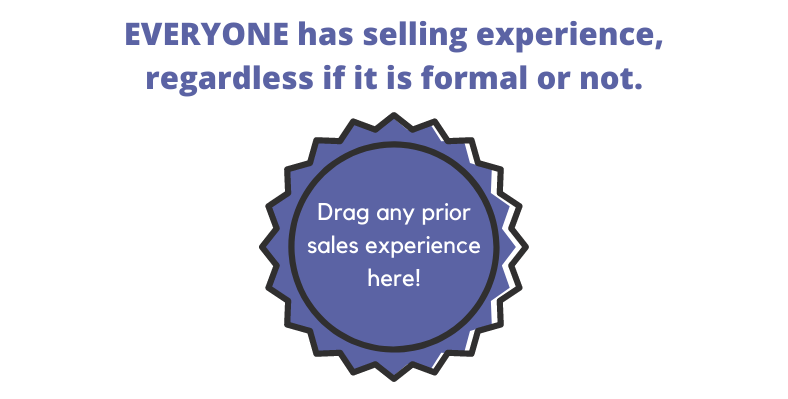 EVERYONE has selling experience,
regardless if it is formal or not.
Drag any prior
sales experience
here!